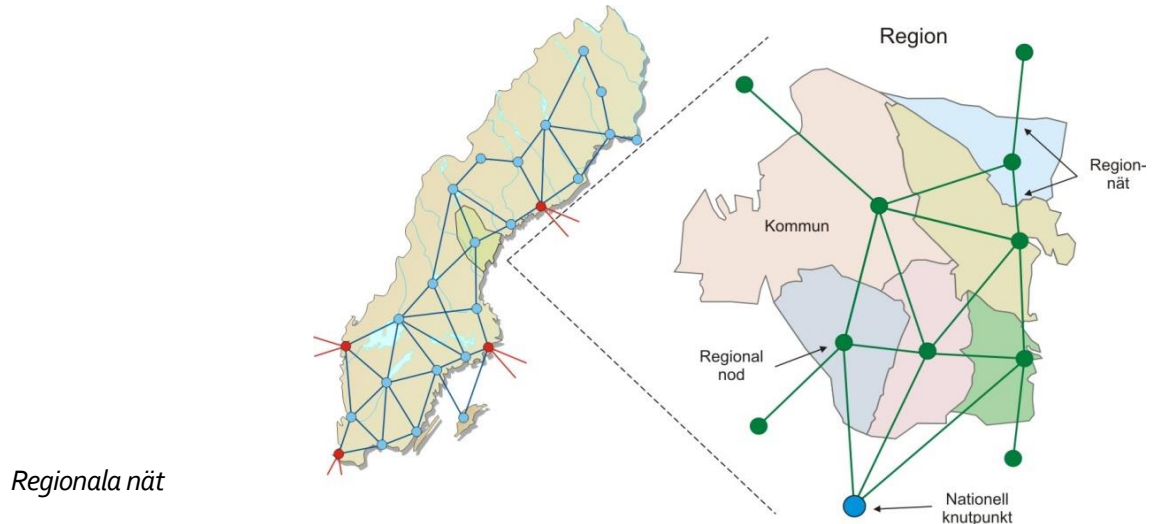 Region
Region-
nät
Kommun
Regional
nod
Regionala nät
Nationell
knutpunkt